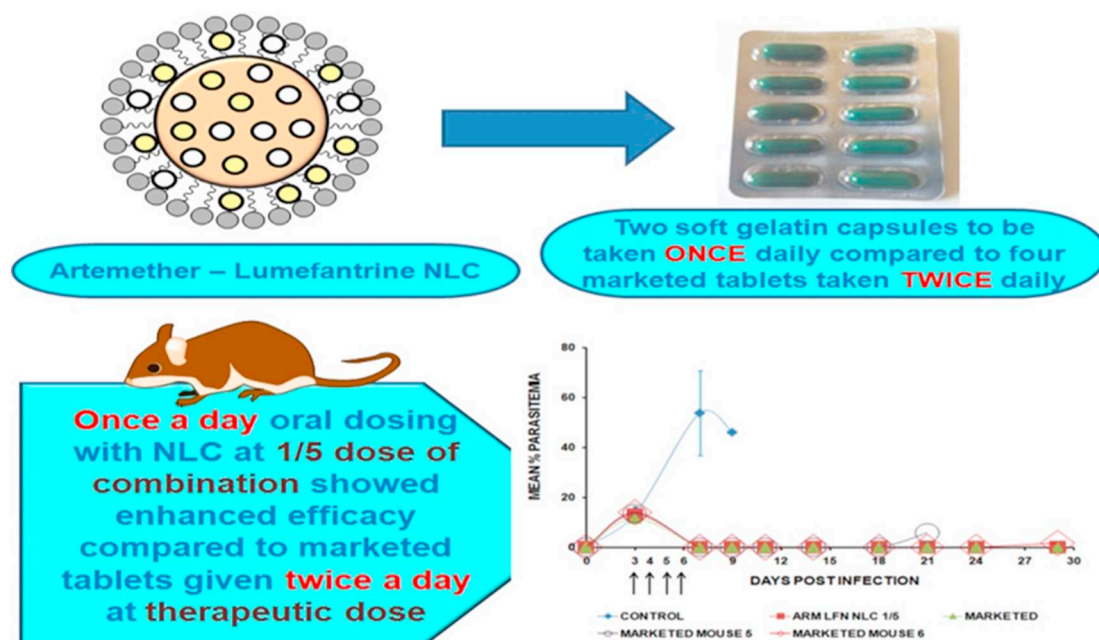 Artemether – Lumefantrine NLC
Two soft gelatin capsules to be
taken ONCE daily compared to four
marketed tablets taken TWICE daily
Once a day oral dosing
with NLC at 1/5 dose of
combination showed
enhanced efficacy
compared to marketed
tablets given twice a day
at therapeutic dose
MEAN % PARASITEMIA
80
60
40
20
0
0 3 4 5 6 9 12 15 18 21 24 27 30
DAYS POST INFECTION
CONTROL ARM LFN NLC 1/5 MARKETED
MARKETED MOUSE 5 MARKETED MOUSE 6